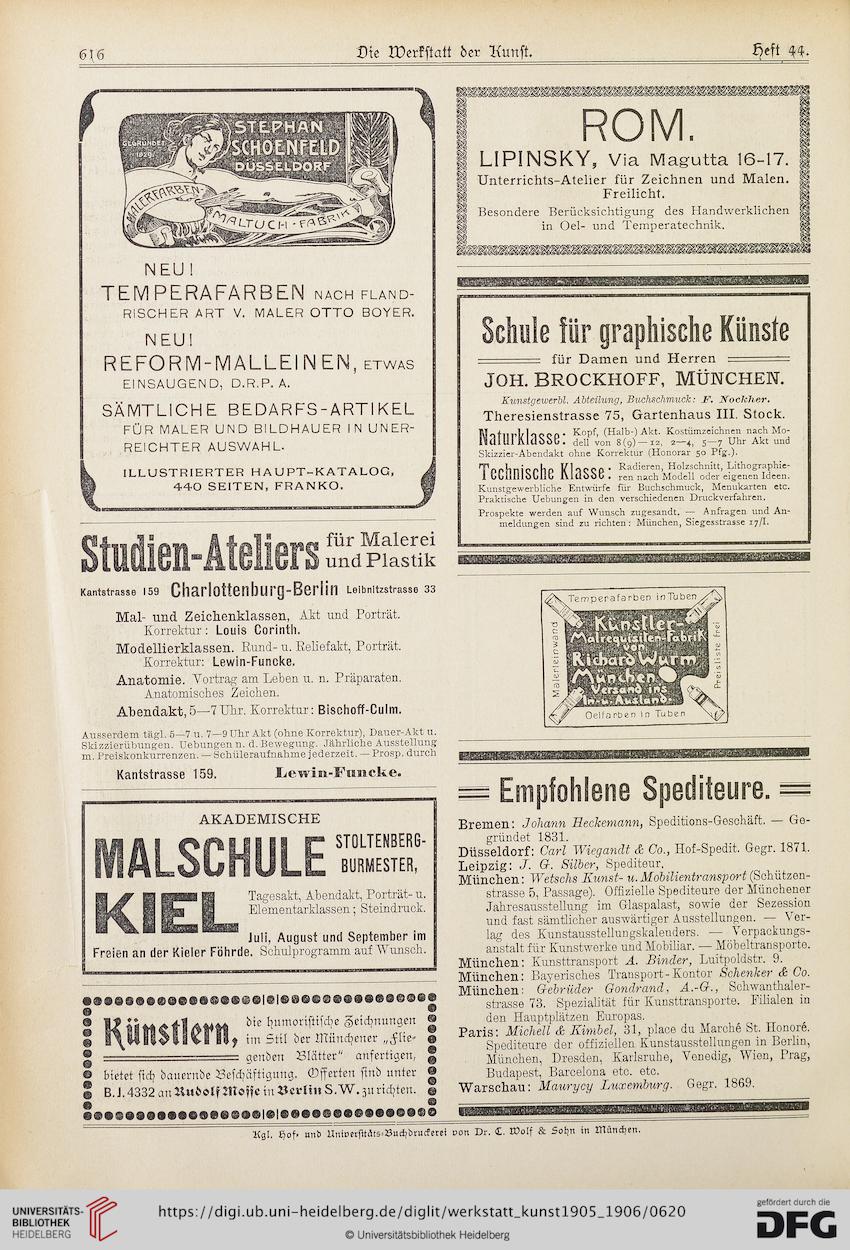 616
Die Werkstatt der Kunst.
Heft 44.
GEGRÜNDET
1829
STEPHAN
SCHOENFELD
DÜSSELDORF
MALERFARBEN-
MALTUCH-FABRIK
NEU!
TEMPERAFARBEN NACH FLAND-
RISCHER ART V. MALER OTTO BOYER.
NEU!
REFORM-MALLEINEN, ETWAS
EINSAUGEND, D.R.P. A.
SÄMTLICHE BEDARFS-ARTIKEL
FÜR MALER UND BILDHAUER IN UNER-
REICHTER AUSWAHL.
ILLUSTRIERTER HAUPT-KATALOG,
440 SEITEN, FRANKO.
Studien-Ateliers für Malerei
und Plastik
Kantstrasse 159 Charlottenburg-Berlin Leibnitzstrasse 33
Mal- und Zeichenklassen, Akt und Porträt.
Korrektur: Louis Corinth.
Modellierklassen. Rund- u. Reliefakt, Porträt.
Korrektur: Lewin-Funcke.
Anatomie. Vortrag am Leben u. n. Präparaten.
Anatomisches Zeichen.
Abendakt, 5—7 Uhr. Korrektur: Bischoff-Culm.
Ausserdem tägl. 5—7 u. 7—9 Uhr Akt (ohne Korrektur), Dauer-Akt u.
Skizzierübungen. Uebungen n. d. Bewegung. Jährliche Ausstellung
m. Preiskonkurrenzen. — Schüleraufnahme jederzeit. — Prosp. durch
Kantstrasse 159. Lewin-Funcke.
AKADEMISCHE
MALSCHULE STOLTENBERG-
BURMESTER,
KIEL
Tagesakt, Abendakt, Porträt- u.
Elementarklassen; Steindruck.
Juli, August und September im
Freien an der Kieler Föhrde. Schulprogramm auf Wunsch.
Künstlern, die humoristische Zeichnungen
im Stil der Münchener „Flie-
genden Blätter" anfertigen,
bietet sich dauernde Beschäftigung. Offerten sind unter
B. J. 4332 an Rudolf Mosse in Berlin S.W. zu richten.
ROM.
LIPINSKY, Via Magutta 16-17.
Unterrichts-Atelier für Zeichnen und Malen.
Freilicht.
Besondere Berücksichtigung des Handwerklichen
in Oel- und Temperatechnik.
Schule für graphische Künste
für Damen und Herren
JOH. BROCKHOFF, MÜNCHEN.
Kunstgewerbl. Abteilung, Buchschmuck: F. Nockher.
Theresienstrasse 75, Gartenhaus III. Stock.
Naturklasse: Kopf, (Halb-) Akt. Kostümzeichnen nach Mo-
dell von 8 (9) — 12, 2—4, 5—7 Uhr Akt und
Skizzier-Abendakt ohne Korrektur (Honorar 50 Pfg.).
Technische Klasse: Radieren, Holzschnitt, Lithographie-
ren nach Modell oder eigenen Ideen.
Kunstgewerbliche Entwürfe für Buchschmuck, Menukarten etc.
Praktische Uebungen in den verschiedenen Druckverfahren.
Prospekte werden auf Wunsch zugesandt. — Anfragen und An-
meldungen sind zu richten: München, Siegesstrasse 17/I.
Temperafarben in Tuben
Malerleinwand
Künstler-
Malrequisiten-Fabrik
von
Richard Wurm
München.
Versand ins
In- u. Ausland.
Preisliste frei
Oelfarben in Tuben
Empfohlene Spediteure.
Bremen: Johann Heckemann, Speditions-Geschäft. — Ge-
gründet 1831.
Düsseldorf: Carl Wiegandt & Co., Hof-Spedit. Gegr. 1871.
Leipzig: J. G. Silber, Spediteur.
München: Wetschs Kunst- u. Mobilientransport (Schützen-
strasse 5, Passage). Offizielle Spediteure der Münchener
Jahresausstellung im Glaspalast, sowie der Sezession
und fast sämtlicher auswärtiger Ausstellungen. — Ver-
lag des Kunstausstellungskalenders. — Verpackungs-
anstalt für Kunstwerke und Mobiliar. — Möbeltransporte.
München: Kunsttransport A. Binder, Luitpoldstr. 9.
München: Bayerisches Transport-Kontor Schenker & Co.
München: Gebrüder Gondrand, A.-G., Schwanthaler-
strasse 73. Spezialität für Kunsttransporte. Filialen in
den Hauptplätzen Europas.
Paris: Michell & Kimbel, 31, place du Marché St. Honoré.
Spediteure der offiziellen Kunstausstellungen in Berlin,
München, Dresden, Karlsruhe, Venedig, Wien, Prag,
Budapest, Barcelona etc. etc.
Warschau: Maurycy Luxemburg. Gegr. 1869.
Kgl. Hof- und Universitäts-Buchdruckerei von Dr. C. Wolf & Sohn in München.
UNIVERSITÄTS-
BIBLIOTHEK
HEIDELBERG
https://digi.ub.uni-heidelberg.de/diglit/werkstatt_kunst1905_1906/0620
© Universitätsbibliothek Heidelberg
gefördert durch die
DFG